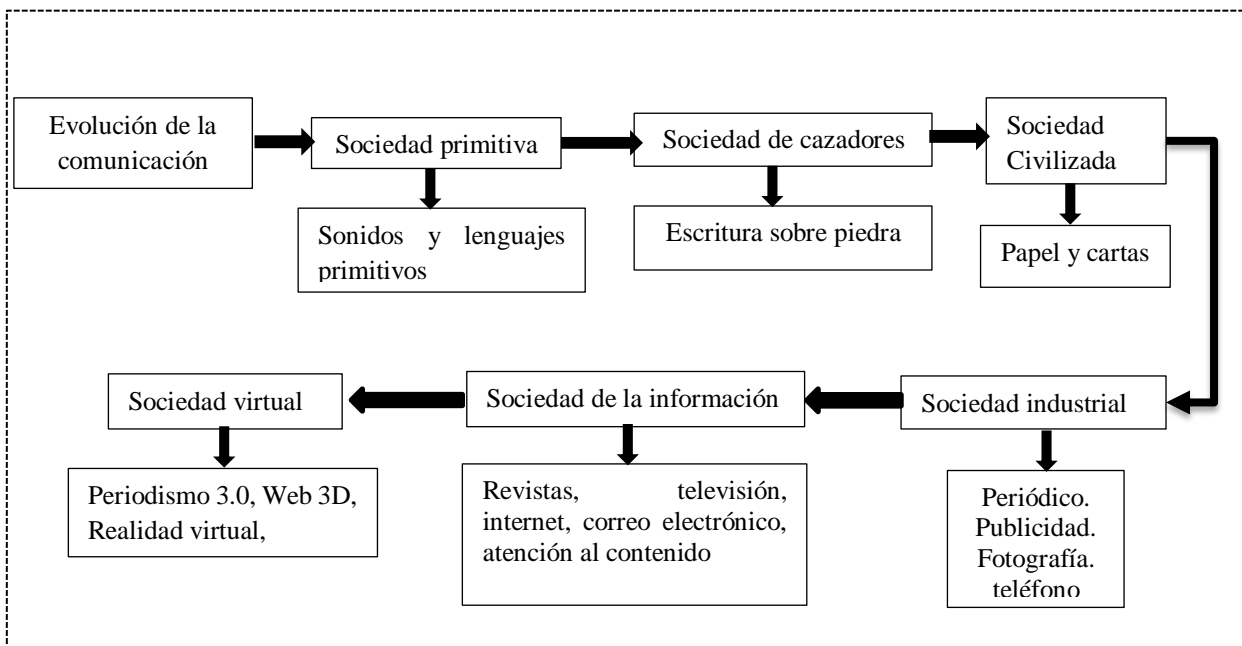 Evolución de la
comunicación
Sociedad primitiva
Sociedad de cazadores
Sociedad
Civilizada
Sonidos y lenguajes
primitivos
Escritura sobre piedra
Papel y cartas
Sociedad virtual
Sociedad de la información
Sociedad industrial
Periodismo 3.0, Web 3D,
Realidad virtual,
Revistas, televisión,
internet, correo electrónico,
atención al contenido
Periódico.
Publicidad.
Fotografía.
teléfono